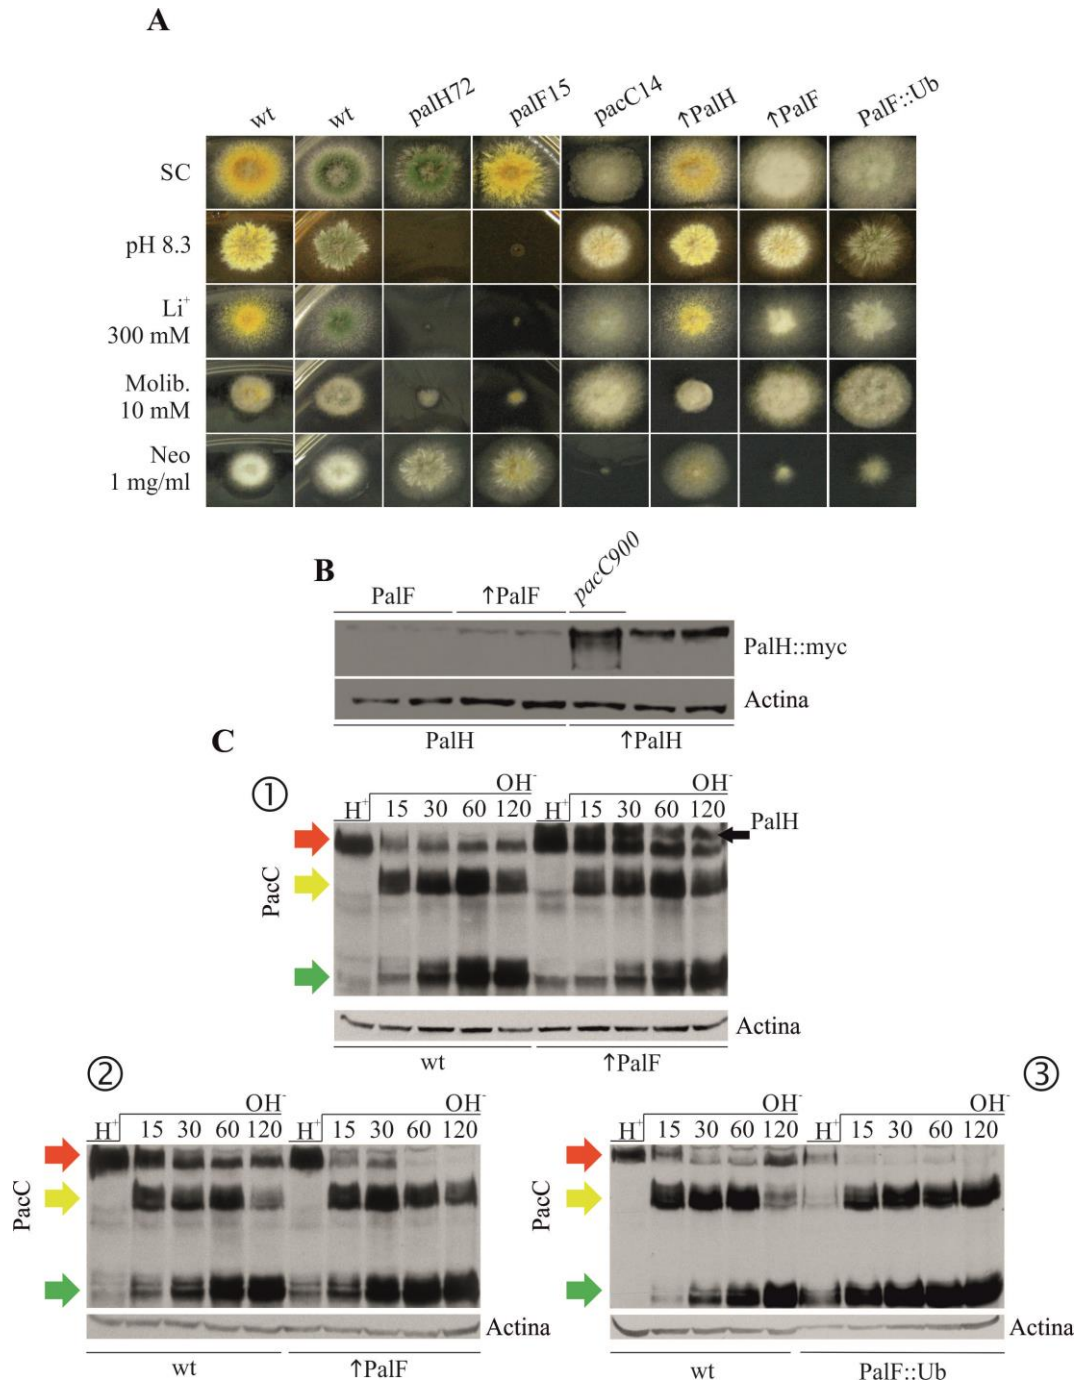 A
wt wt palH72 palF15 pacC14 ↑PalH ↑PalF PalF::Ub
SC
pH 8.3
Li⁺
300 mM
Molib.
10 mM
Neo
1 mg/ml
B
PalF ↑PalF pacC900
PalH::myc
Actina
PalH ↑PalH
C
①
OH⁻ OH⁻
H⁺ 15 30 60 120 H⁺ 15 30 60 120
PalH
PacC
Actina
wt ↑PalF
②
OH⁻ OH⁻
H⁺ 15 30 60 120 H⁺ 15 30 60 120
PacC
Actina
wt ↑PalF
③
OH⁻ OH⁻
H⁺ 15 30 60 120 H⁺ 15 30 60 120
PacC
Actina
wt PalF::Ub